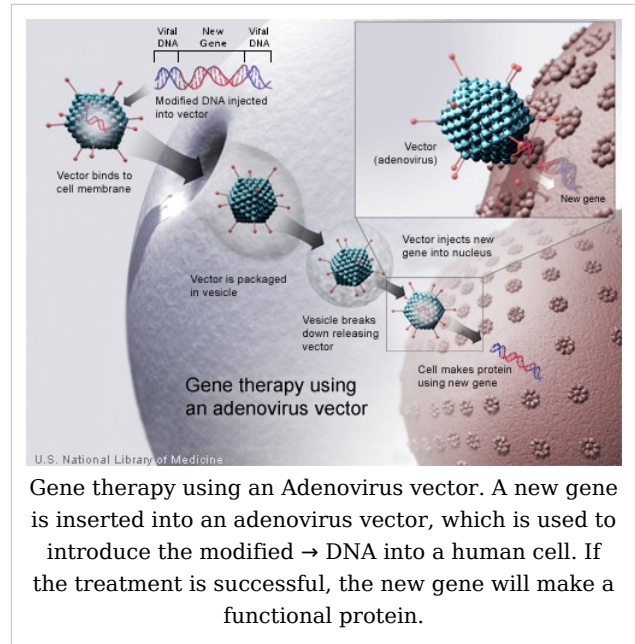 Viral
DNA
New
Gene
Viral
DNA
Modified DNA injected
into vector
Vector binds to
cell membrane
Vector
(adenovirus)
New gene
Vector injects new
gene into nucleus
Vector is packaged
in vesicle
Vesicle breaks
down releasing
vector
Cell makes protein
using new gene
Gene therapy using
an adenovirus vector
U.S. National Library of Medicine
Gene therapy using an Adenovirus vector. A new gene
is inserted into an adenovirus vector, which is used to
introduce the modified → DNA into a human cell. If
the treatment is successful, the new gene will make a
functional protein.